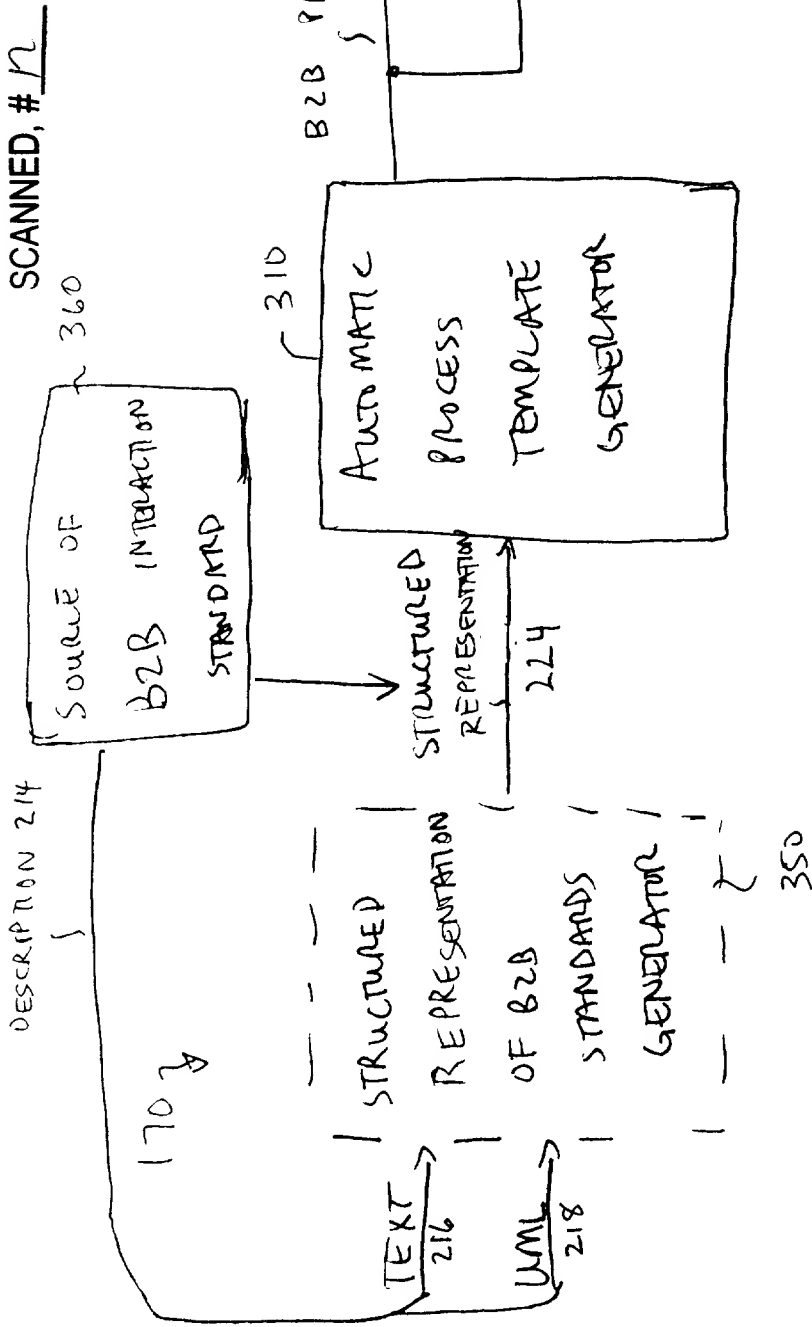 SCANNED, # 12
DESCRIPTION 214
SOURCE OF
B2B INTERACTION
STANDARD
360
170
B2B
310
AUTOMATIC
PROCESS
TEMPLATE
GENERATOR
STRUCTURED
REPRESENTATION
224
STRUCTURED
REPRESENTATION
OF B2B
STANDARDS
GENERATOR
350
TEXT
216
UML
218